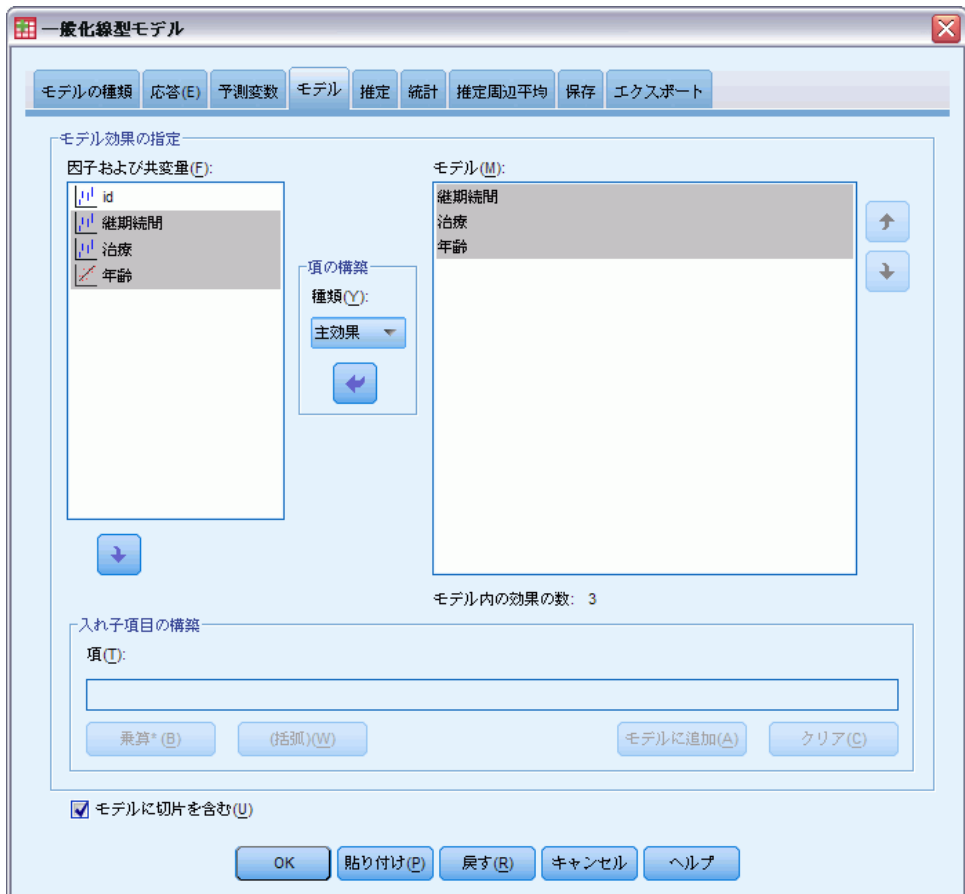 一般化線型モデル
モデルの種類 応答(E) 予測変数 モデル 推定 統計 推定周辺平均 保存 エクスポート
モデル効果の指定
因子および共変量(F):
id
継期続間
治療
年齢
項の構築
種類(Y):
主効果
モデル(M):
継期続間
治療
年齢
モデル内の効果の数: 3
入れ子項目の構築
項(T):
乗算* (B) (括弧)(W) モデルに追加(A) クリア(C)
モデルに切片を含む(U)
OK 貼り付け(P) 戻す(R) キャンセル ヘルプ